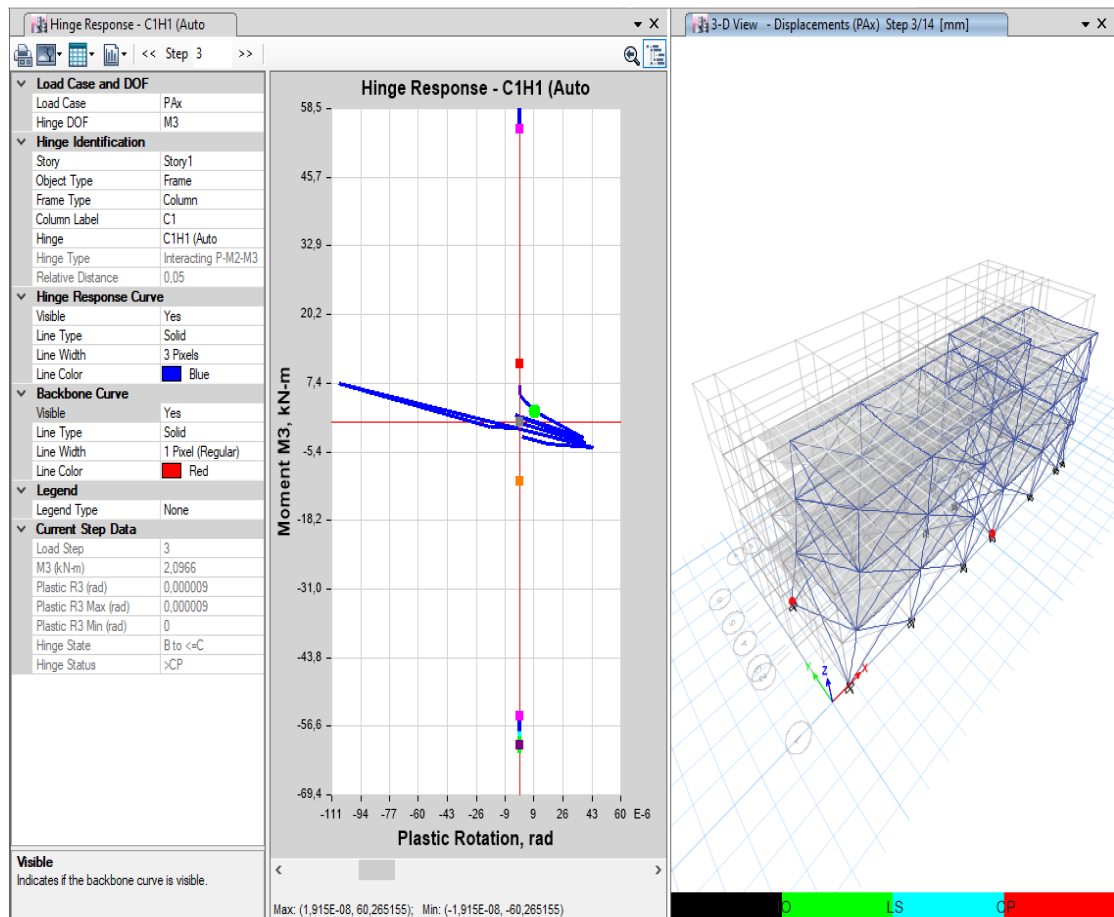 Hinge Response - C1H1 (Auto
<< Step 3 >>
Load Case and DOF
Load Case PAx
Hinge DOF M3
Hinge Identification
Story Story1
Object Type Frame
Frame Type Column
Column Label C1
Hinge C1H1 (Auto
Hinge Type Interacting P-M2-M3
Relative Distance 0,05
Hinge Response Curve
Visible Yes
Line Type Solid
Line Width 3 Pixels
Line Color Blue
Backbone Curve
Visible Yes
Line Type Solid
Line Width 1 Pixel (Regular)
Line Color Red
Legend
Legend Type None
Current Step Data
Load Step 3
M3 (kN-m) 2,0966
Plastic R3 (rad) 0,000009
Plastic R3 Max (rad) 0,000009
Plastic R3 Min (rad) 0
Hinge State B to <=C
Hinge Status >CP
Visible
Indicates if the backbone curve is visible.
Hinge Response - C1H1 (Auto
Moment M3, kN-m
58,5
45,7
32,9
20,2
7,4
-5,4
-18,2
-31,0
-43,8
-56,6
-69,4
-111 -94 -77 -60 -43 -26 -9 9 26 43 60 E-6
Plastic Rotation, rad
Max: (1,915E-08, 60,265155); Min: (-1,915E-08, -60,265155)
3-D View - Displacements (PAx) Step 3/14 [mm]
Z
Y
X
IO LS CP